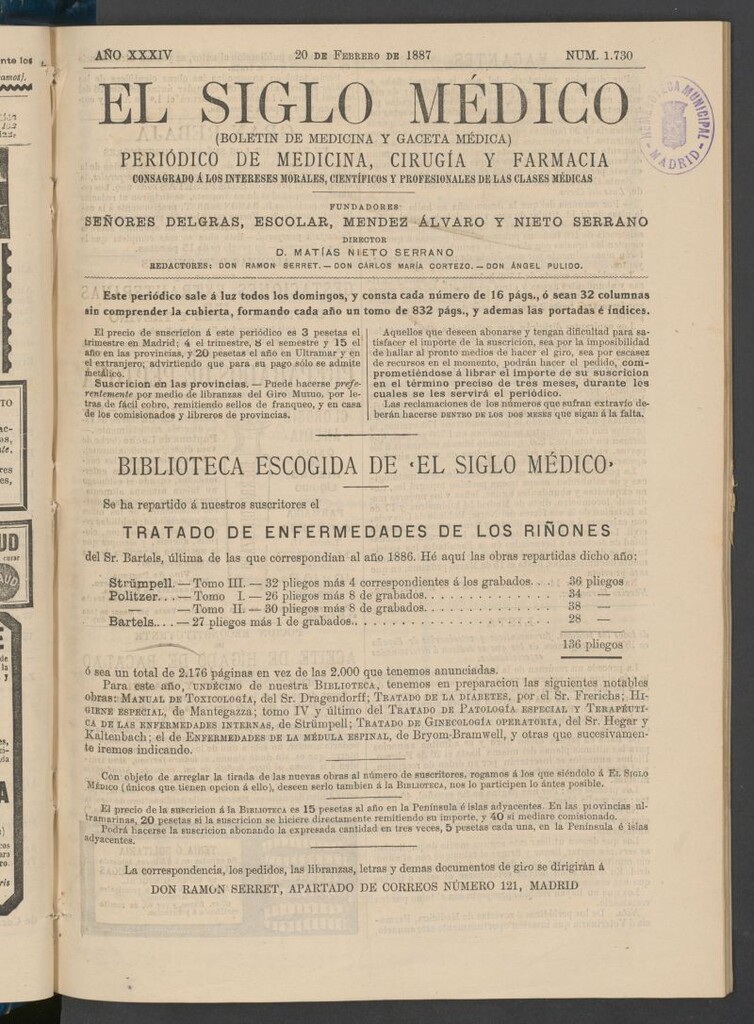 AÑO XXXIV 20 DE FEBRERO DE 1887 NUM. 1.730
EL SIGLO MÉDICO
(BOLETIN DE MEDICINA Y GACETA MÉDICA)
PERIÓDICO DE MEDICINA, CIRUGÍA Y FARMACIA
CONSAGRADO Á LOS INTERESES MORALES, CIENTÍFICOS Y PROFESIONALES DE LAS CLASES MÉDICAS
MUNICIPAL
MADRID
FUNDADORES
SEÑORES DELGRAS, ESCOLAR, MENDEZ ÁLVARO Y NIETO SERRANO
DIRECTOR
D. MATÍAS NIETO SERRANO
REDACTORES: DON RAMON SERRET. — DON CÁRLOS MARÍA CORTEZO. — DON ÁNGEL PULIDO.
Este periódico sale á luz todos los domingos, y consta cada número de 16 págs., ó sean 32 columnas
sin comprender la cubierta, formando cada año un tomo de 832 págs., y ademas las portadas é índices.
El precio de suscricion á este periódico es 3 pesetas el
trimestre en Madrid; 4 el trimestre, 8 el semestre y 15 el
año en las provincias, y 20 pesetas el año en Ultramar y en
el extranjero; advirtiendo que para su pago sólo se admite
metálico.
Suscricion en las provincias. — Puede hacerse prefe-
rentemente por medio de libranzas del Giro Mutuo, por le-
tras de fácil cobro, remitiendo sellos de franqueo, y en casa
de los comisionados y libreros de provincias.
Aquellos que deseen abonarse y tengan dificultad para sa-
tisfacer el importe de la suscricion, sea por la imposibilidad
de hallar al pronto medios de hacer el giro, sea por escasez
de recursos en el momento, podrán hacer el pedido, com-
prometiéndose á librar el importe de su suscricion
en el término preciso de tres meses, durante los
cuales se les servirá el periódico.
Las reclamaciones de los números que sufran extravío de-
berán hacerse DENTRO DE LOS DOS MESES que sigan á la falta.
BIBLIOTECA ESCOGIDA DE «EL SIGLO MÉDICO»
Se ha repartido á nuestros suscritores el
TRATADO DE ENFERMEDADES DE LOS RIÑONES
del Sr. Bartels, última de las que correspondían al año 1886. Hé aquí las obras repartidas dicho año:
Strümpell. — Tomo III. — 32 pliegos más 4 correspondientes á los grabados. . . 36 pliegos
Politzer. . . — Tomo I. — 26 pliegos más 8 de grabados. . . . . . . . . . . . . . 34 —
— — Tomo II. — 30 pliegos más 8 de grabados. . . . . . . . . . . . . . 38 —
Bartels. . . . — 27 pliegos más 1 de grabados. . . . . . . . . . . . . . . . . . . . 28 —
136 pliegos
ó sea un total de 2.176 páginas en vez de las 2.000 que tenemos anunciadas.
Para este año, UNDÉCIMO de nuestra BIBLIOTECA, tenemos en preparacion las siguientes notables
obras: MANUAL DE TOXICOLOGÍA, del Sr. Dragendorff; TRATADO DE LA DIABETES, por el Sr. Frerichs; HI-
GIENE ESPECIAL, de Mantegazza; tomo IV y último del TRATADO DE PATOLOGÍA ESPECIAL Y TERAPÉUTI-
CA DE LAS ENFERMEDADES INTERNAS, de Strümpell; TRATADO DE GINECOLOGÍA OPERATORIA, del Sr. Hegar y
Kaltenbach; el de ENFERMEDADES DE LA MÉDULA ESPINAL, de Bryom-Bramwell, y otras que sucesivamen-
te iremos indicando.
Con objeto de arreglar la tirada de las nuevas obras al número de suscritores, rogamos á los que siéndolo á EL SIGLO
MÉDICO (únicos que tienen opcion á ello), deseen serlo tambien á la BIBLIOTECA, nos lo participen lo ántes posible.
El precio de la suscricion á la BIBLIOTECA es 15 pesetas al año en la Península é islas adyacentes. En las provincias ul-
tramarinas, 20 pesetas si la suscricion se hiciere directamente remitiendo su importe, y 40 si mediare comisionado.
Podrá hacerse la suscricion abonando la expresada cantidad en tres veces, 5 pesetas cada una, en la Península é islas
adyacentes.
La correspondencia, los pedidos, las libranzas, letras y demas documentos de giro se dirigirán á
DON RAMON SERRET, APARTADO DE CORREOS NÚMERO 121, MADRID